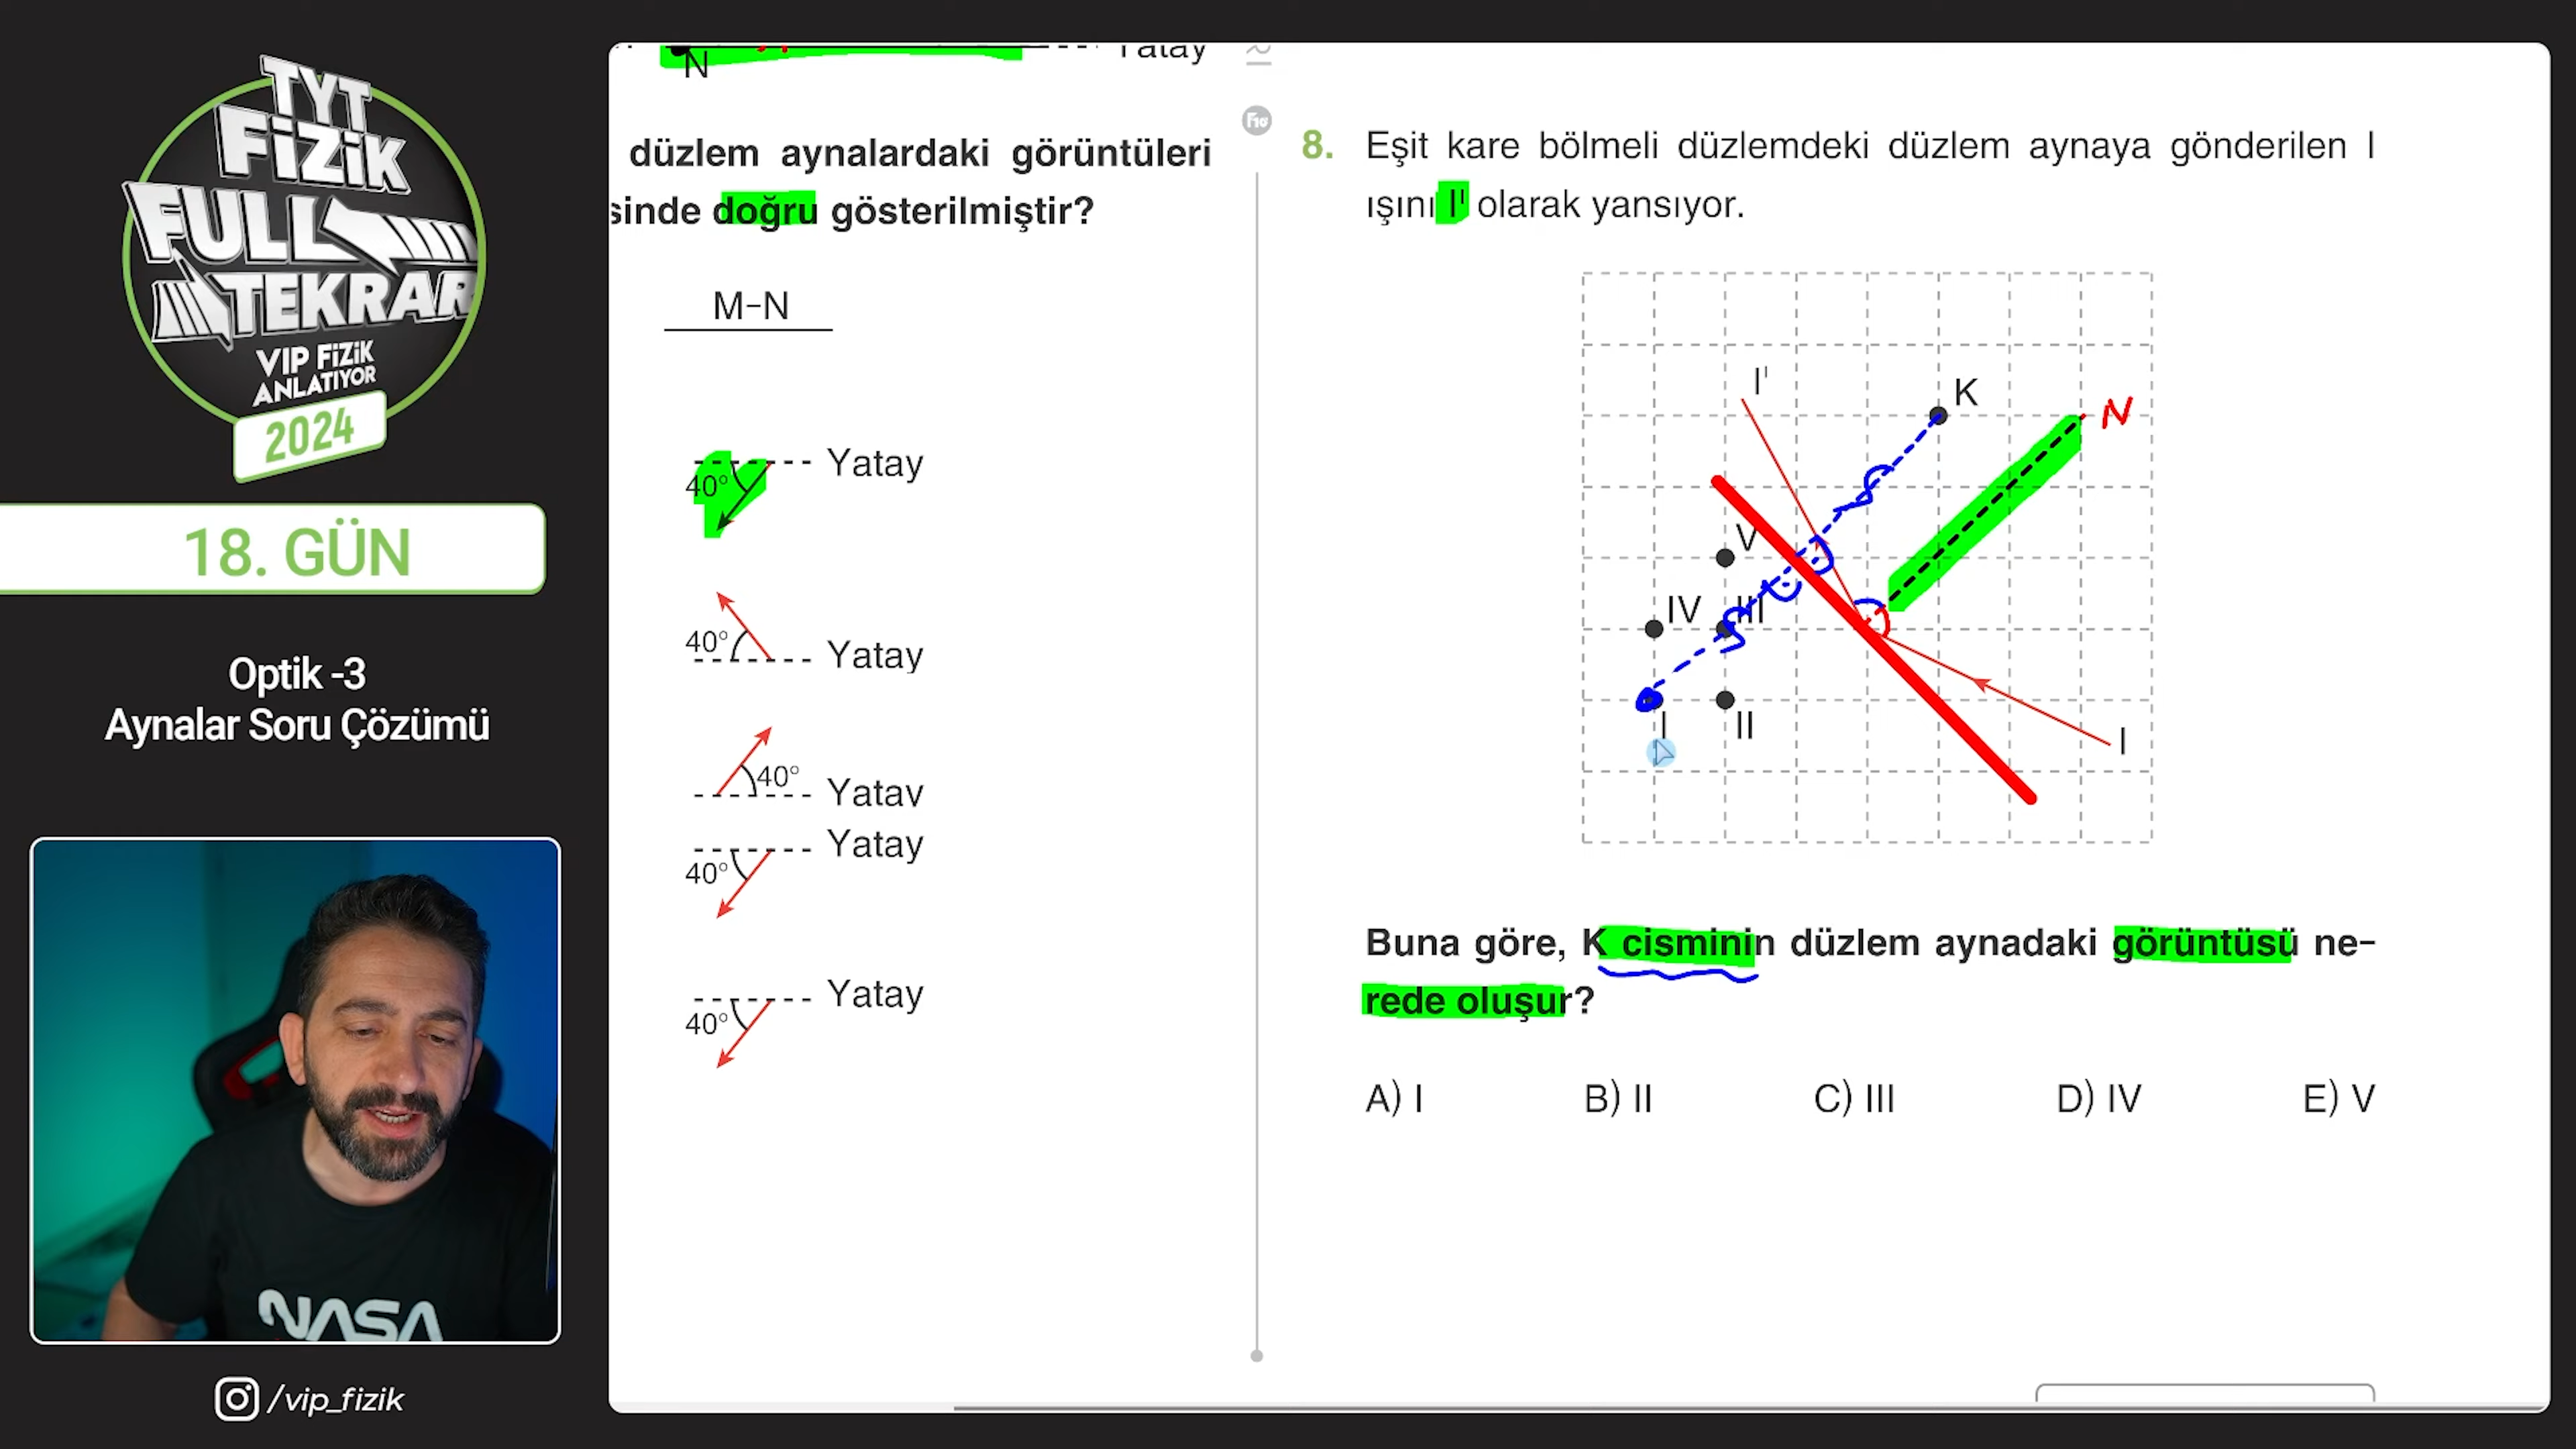 TYT
FİZİK
FULL
TEKRAR
VIP FİZİK
ANLATIYOR
2024
18. GÜN
Optik -3
Aynalar Soru Çözümü
NASA
/vip_fizik
N
Yatay
düzlem aynalardaki görüntüleri
sinde doğru gösterilmiştir?
M–N
40° Yatay
40° Yatay
40° Yatay
40° Yatay
40° Yatay
8. Eşit kare bölmeli düzlemdeki düzlem aynaya gönderilen I
ışını I' olarak yansıyor.
I'
K
N
V
IV
III
I
II
I
Buna göre, K cisminin düzlem aynadaki görüntüsü ne-
rede oluşur?
A) I B) II C) III D) IV E) V